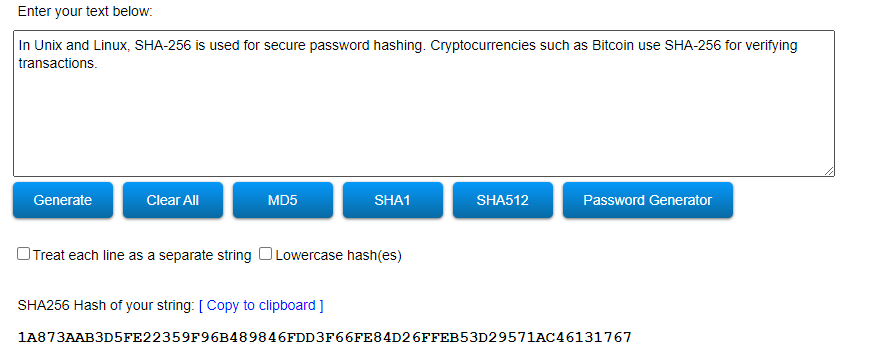 Enter your text below:
In Unix and Linux, SHA-256 is used for secure password hashing. Cryptocurrencies such as Bitcoin use SHA-256 for verifying
transactions.
Generate Clear All MD5 SHA1 SHA512 Password Generator
Treat each line as a separate string Lowercase hash(es)
SHA256 Hash of your string: [ Copy to clipboard ]
1A873AAB3D5FE22359F96B489846FDD3F66FE84D26FFEB53D29571AC46131767